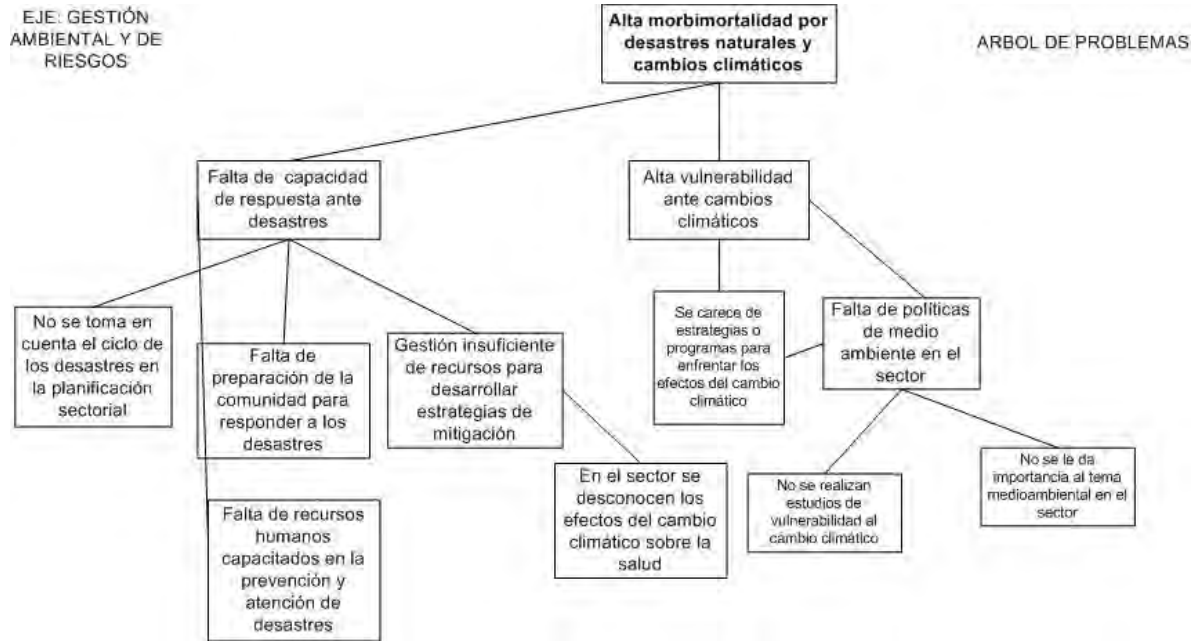 EJE: GESTIÓN
AMBIENTAL Y DE
RIESGOS
Alta morbimortalidad por
desastres naturales y
cambios climáticos
ARBOL DE PROBLEMAS
Falta de capacidad
de respuesta ante
desastres
Alta vulnerabilidad
ante cambios
climáticos
No se toma en
cuenta el ciclo de
los desastres en
la planificación
sectorial
Falta de
preparación de la
comunidad para
responder a los
desastres
Gestión insuficiente
de recursos para
desarrollar
estrategias de
mitigación
Se carece de
estrategias o
programas para
enfrentar los
efectos del cambio
climático
Falta de políticas
de medio
ambiente en el
sector
Falta de recursos
humanos
capacitados en la
prevención y
atención de
desastres
En el sector se
desconocen los
efectos del cambio
climático sobre la
salud
No se realizan
estudios de
vulnerabilidad al
cambio climático
No se le da
importancia al tema
medioambiental en el
sector